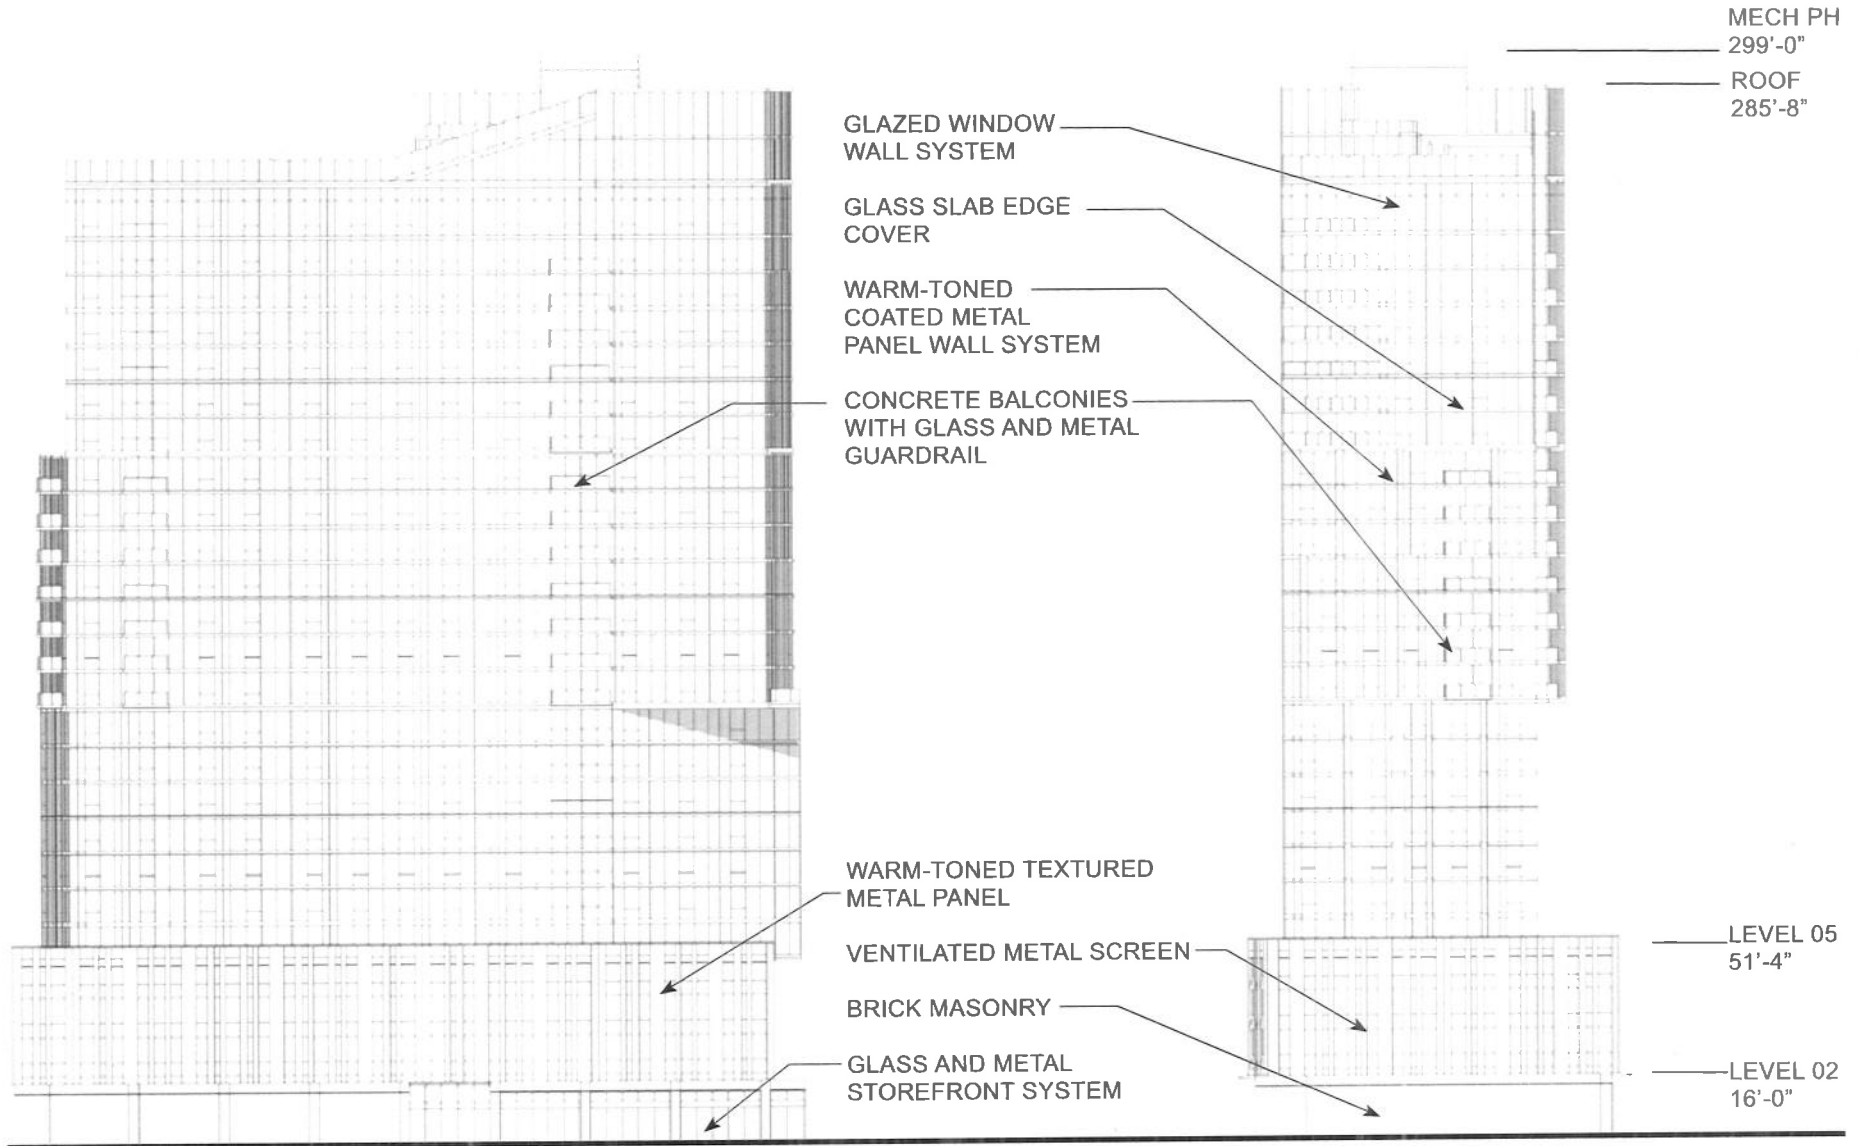 MECH PH
299'-0"
ROOF
285'-8"
GLAZED WINDOW
WALL SYSTEM
GLASS SLAB EDGE
COVER
WARM-TONED
COATED METAL
PANEL WALL SYSTEM
CONCRETE BALCONIES
WITH GLASS AND METAL
GUARDRAIL
WARM-TONED TEXTURED
METAL PANEL
VENTILATED METAL SCREEN
BRICK MASONRY
GLASS AND METAL
STOREFRONT SYSTEM
LEVEL 05
51'-4"
LEVEL 02
16'-0"